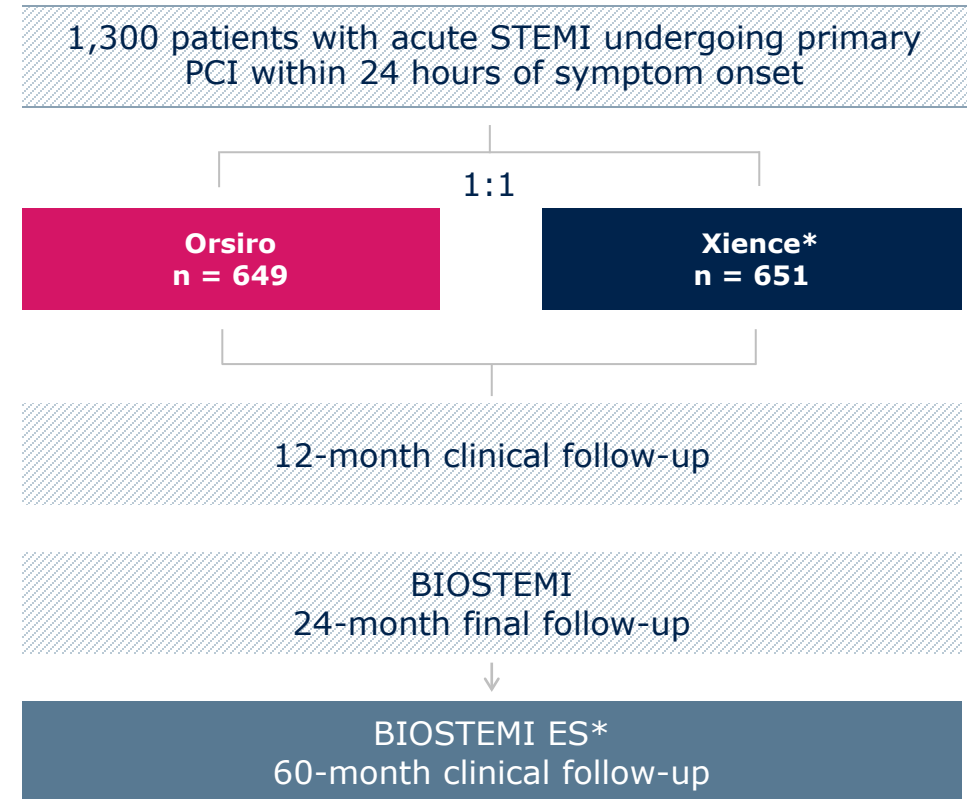 1,300 patients with acute STEMI undergoing primary
PCI within 24 hours of symptom onset
1:1
Orsiro
n = 649
Xience*
n = 651
12-month clinical follow-up
BIOSTEMI
24-month final follow-up
BIOSTEMI ES*
60-month clinical follow-up